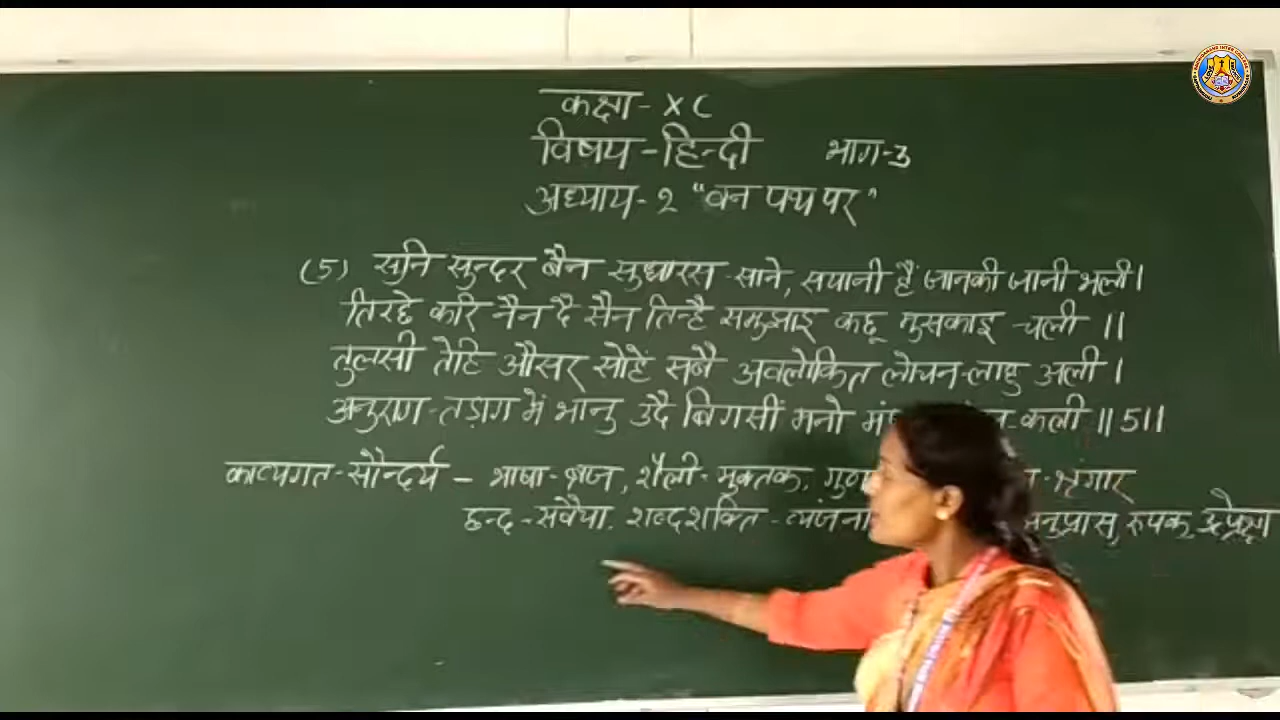 कक्षा - X C
विषय - हिन्दी भाग-3
अध्याय - २ "वन पथ पर"
(5) सुनि सुन्दर बैन सुधारस-साने, सयानी हैं जानकी जानी भली।
तिरछे करि नैन दै सैन तिन्है समुझाइ कछू मुसकाइ चली ॥
तुलसी तेहि औसर सोहै सबै अवलोकित लोचन-लाहु अली।
अनुराग-तड़ाग में भानु उदै बिगसीं मनो कली ॥5॥
काव्यगत-सौन्दर्य - भाषा-ब्रज, शैली-मुक्तक, गुण -श्रृंगार
छन्द-सवैया. शब्दशक्ति-व्यंजना अनुप्रास, रूपक, उत्प्रेक्षा